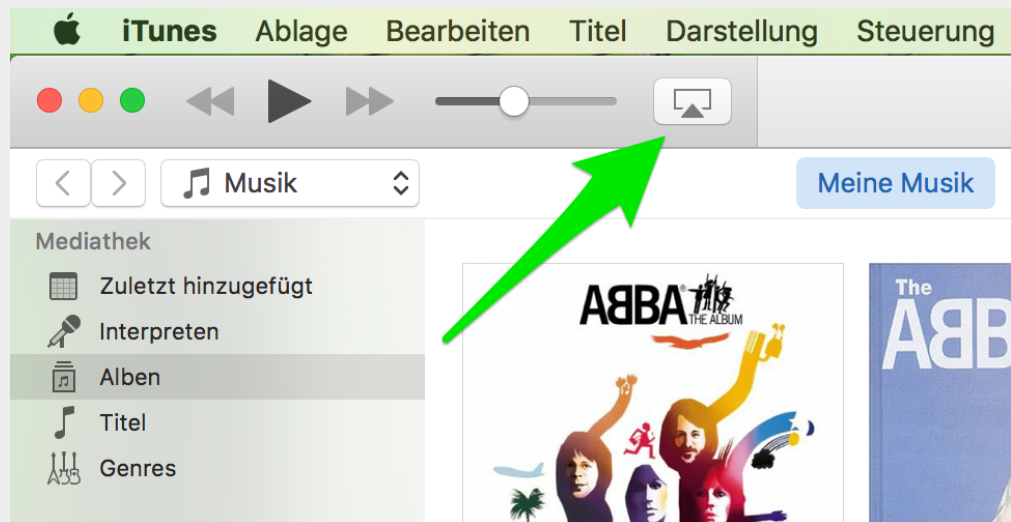 iTunes Ablage Bearbeiten Titel Darstellung Steuerung
Musik
Meine Musik
Mediathek
Zuletzt hinzugefügt
Interpreten
Alben
Titel
Genres
ABBA
THE ALBUM
The
ABB